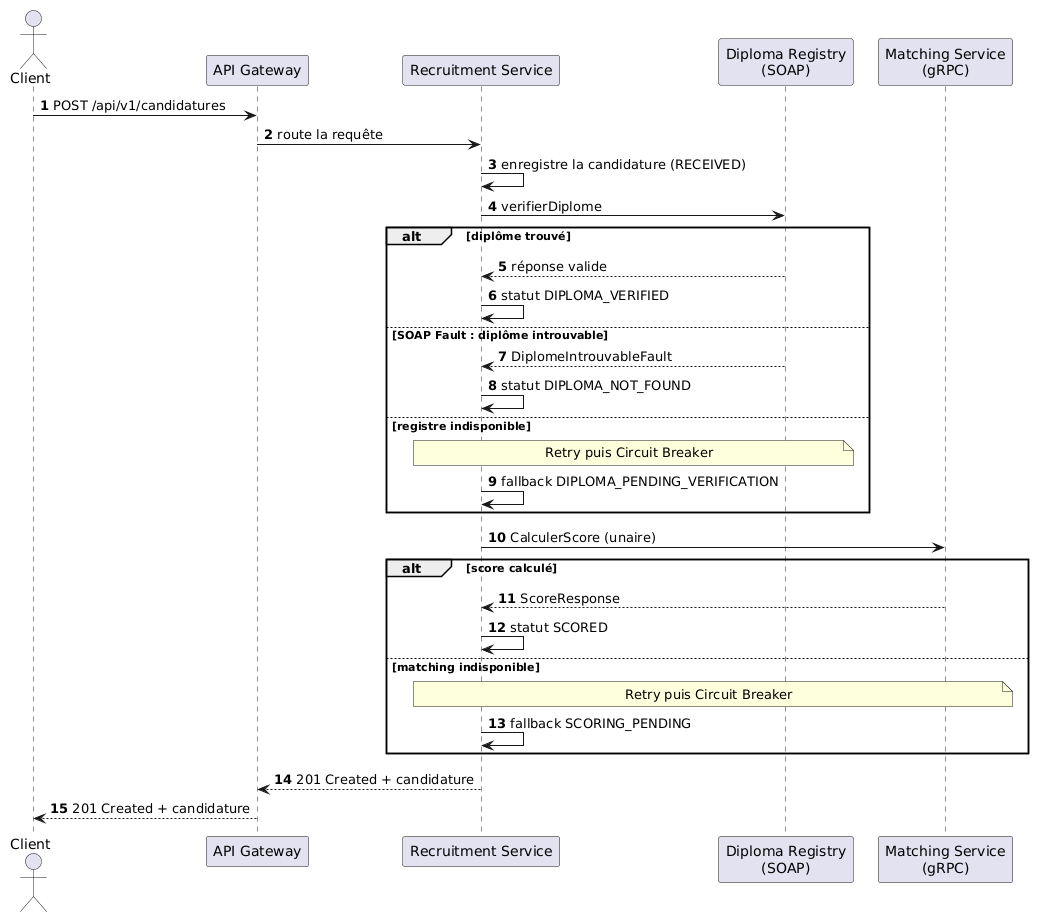 Client
API Gateway
Recruitment Service
Diploma Registry
(SOAP)
Matching Service
(gRPC)
1 POST /api/v1/candidatures
2 route la requête
3 enregistre la candidature (RECEIVED)
4 verifierDiplome
alt [diplôme trouvé]
5 réponse valide
6 statut DIPLOMA_VERIFIED
[SOAP Fault : diplôme introuvable]
7 DiplomeIntrouvableFault
8 statut DIPLOMA_NOT_FOUND
[registre indisponible]
Retry puis Circuit Breaker
9 fallback DIPLOMA_PENDING_VERIFICATION
10 CalculerScore (unaire)
alt [score calculé]
11 ScoreResponse
12 statut SCORED
[matching indisponible]
Retry puis Circuit Breaker
13 fallback SCORING_PENDING
14 201 Created + candidature
15 201 Created + candidature
Client
API Gateway
Recruitment Service
Diploma Registry
(SOAP)
Matching Service
(gRPC)